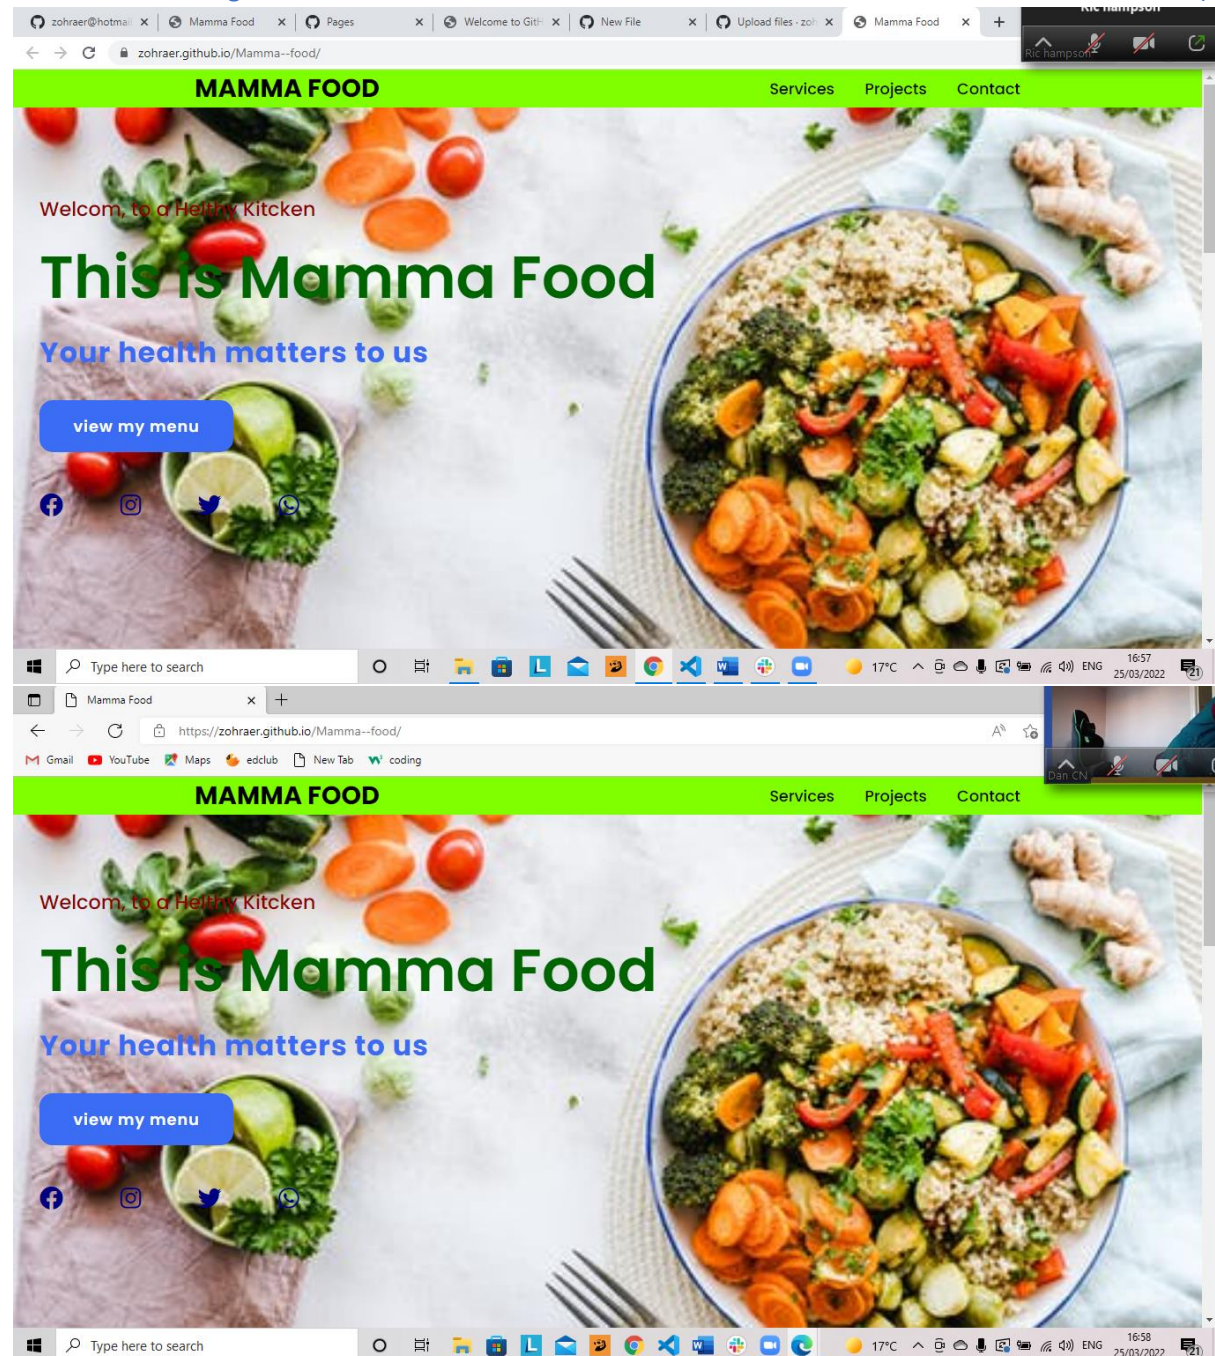 Ric hampson
zohraer@hotmail Mamma Food Pages Welcome to GitH New File Upload files · zoh Mamma Food
zohraer.github.io/Mamma--food/
Ric hampson
MAMMA FOOD Services Projects Contact
Welcom, to a Helthy Kitcken
This is Mamma Food
Your health matters to us
view my menu
Type here to search
17°C ENG 16:57
25/03/2022 21
Mamma Food
https://zohraer.github.io/Mamma--food/
Gmail YouTube Maps edclub New Tab coding
Dan CN
MAMMA FOOD Services Projects Contact
Welcom, to a Helthy Kitcken
This is Mamma Food
Your health matters to us
view my menu
Type here to search
17°C ENG 16:58
25/03/2022 21